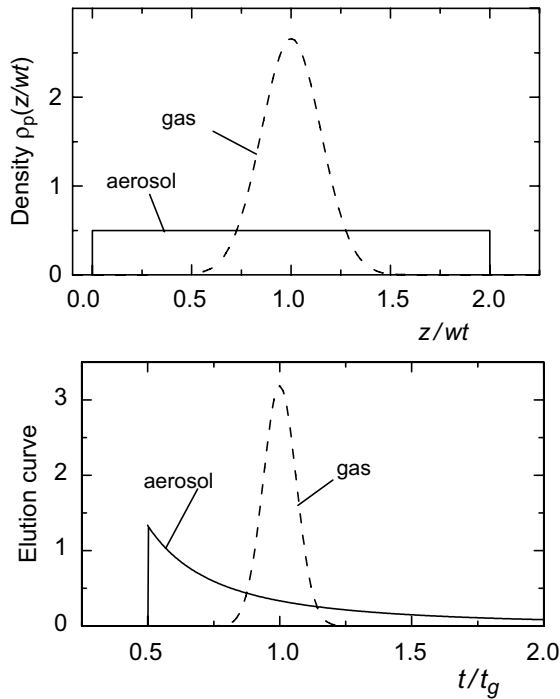 Density ρp(z/wt)
2
1
0
gas
aerosol
0.0 0.5 1.0 1.5 2.0
z/wt
Elution curve
3
2
1
0
aerosol
gas
0.5 1.0 1.5 2.0
t/tg